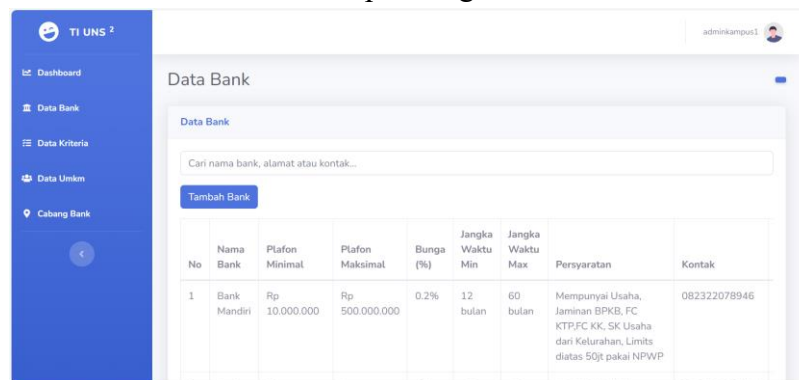 TI UNS 2
adminkampus1
Dashboard
Data Bank
Data Kriteria
Data Umkm
Cabang Bank
Data Bank
Data Bank
Cari nama bank, alamat atau kontak...
Tambah Bank
No Nama Bank Plafon Minimal Plafon Maksimal Bunga (%) Jangka Waktu Min Jangka Waktu Max Persyaratan Kontak
1 Bank Mandiri Rp 10.000.000 Rp 500.000.000 0.2% 12 bulan 60 bulan Mempunyai Usaha,
Jaminan BPKB, FC
KTP,FC KK, SK Usaha
dari Kelurahan, Limits
diatas 50jt pakai NPWP
082322078946